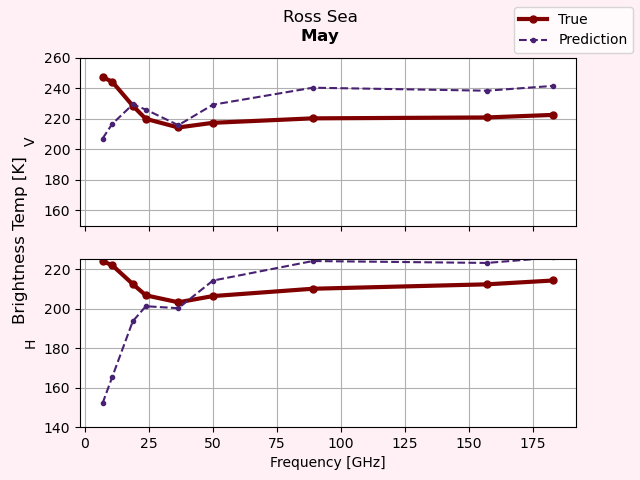 Ross Sea
May
True
Prediction
260
240
220
200
180
160
V
Brightness Temp [K]
220
200
180
160
140
H
0 25 50 75 100 125 150 175
Frequency [GHz]